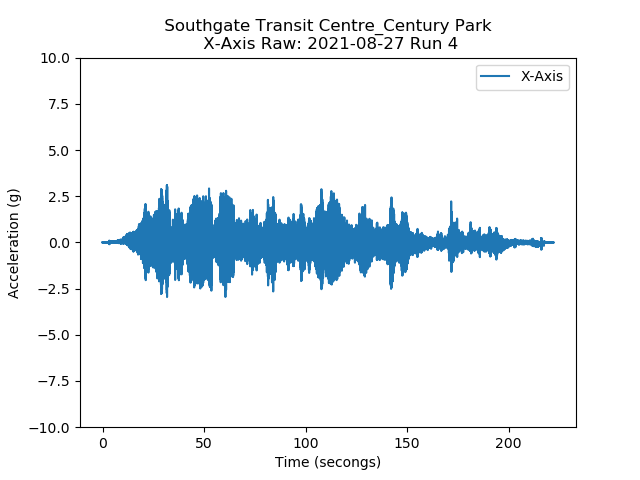 Southgate Transit Centre_Century Park
X-Axis Raw: 2021-08-27 Run 4
X-Axis
10.0
7.5
5.0
2.5
0.0
−2.5
−5.0
−7.5
−10.0
Acceleration (g)
0 50 100 150 200
Time (secongs)